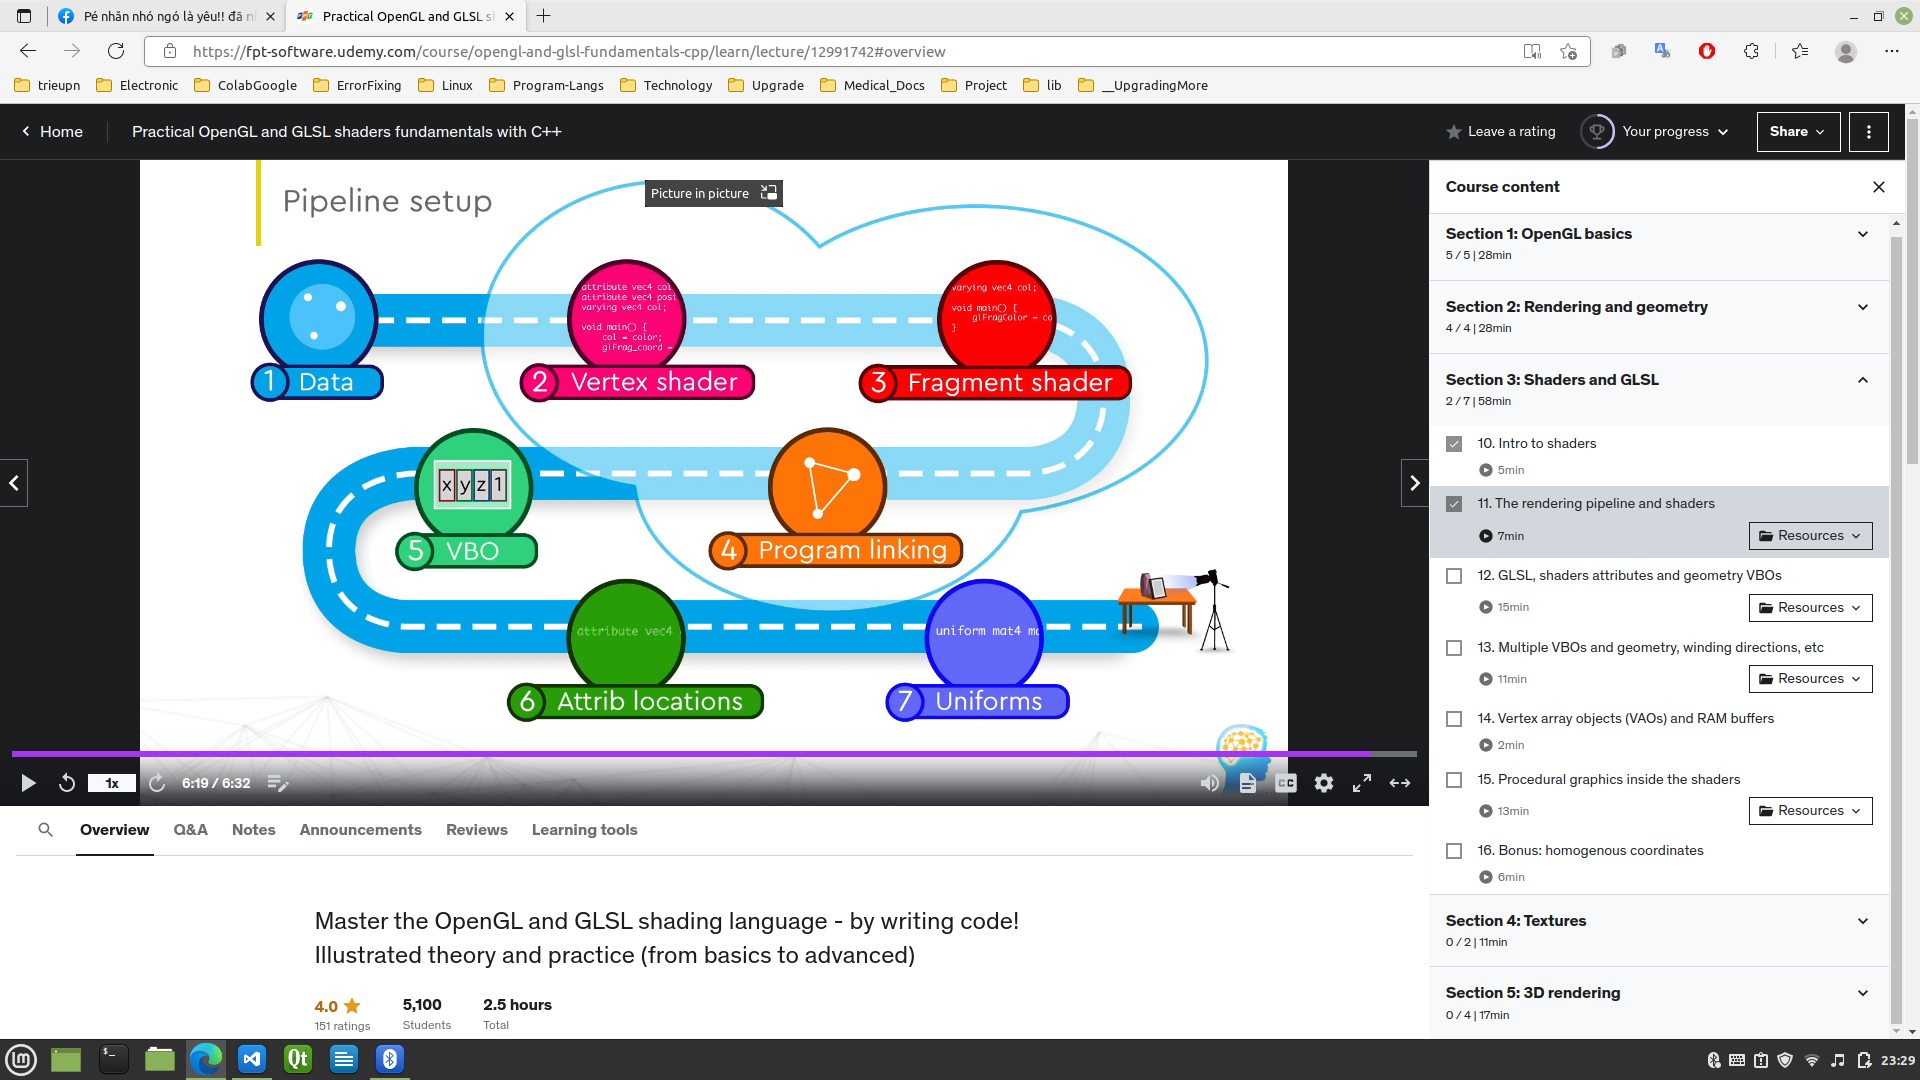 Pé nhăn nhó ngó là yêu!! đã nh
Practical OpenGL and GLSL sh
https://fpt-software.udemy.com/course/opengl-and-glsl-fundamentals-cpp/learn/lecture/12991742#overview
trieupn Electronic ColabGoogle ErrorFixing Linux Program-Langs Technology Upgrade Medical_Docs Project lib __UpgradingMore
Home Practical OpenGL and GLSL shaders fundamentals with C++ Leave a rating Your progress Share
Pipeline setup
Picture in picture
attribute vec4 col
attribute vec4 posi
varying vec4 col;
void main() {
col = color;
glFrag_coord =
varying vec4 col;
void main() {
glFragColor = co
}
1 Data
2 Vertex shader
3 Fragment shader
x y z 1
5 VBO
4 Program linking
attribute vec4
uniform mat4 mo
6 Attrib locations
7 Uniforms
1x 6:19 / 6:32
CC
Course content
Section 1: OpenGL basics
5 / 5 | 28min
Section 2: Rendering and geometry
4 / 4 | 28min
Section 3: Shaders and GLSL
2 / 7 | 58min
10. Intro to shaders
5min
11. The rendering pipeline and shaders
7min Resources
12. GLSL, shaders attributes and geometry VBOs
15min Resources
13. Multiple VBOs and geometry, winding directions, etc
11min Resources
14. Vertex array objects (VAOs) and RAM buffers
2min
15. Procedural graphics inside the shaders
13min Resources
16. Bonus: homogenous coordinates
6min
Section 4: Textures
0 / 2 | 11min
Section 5: 3D rendering
0 / 4 | 17min
Overview Q&A Notes Announcements Reviews Learning tools
Master the OpenGL and GLSL shading language - by writing code!
Illustrated theory and practice (from basics to advanced)
4.0 5,100 2.5 hours
151 ratings Students Total
lm Qt 23:29